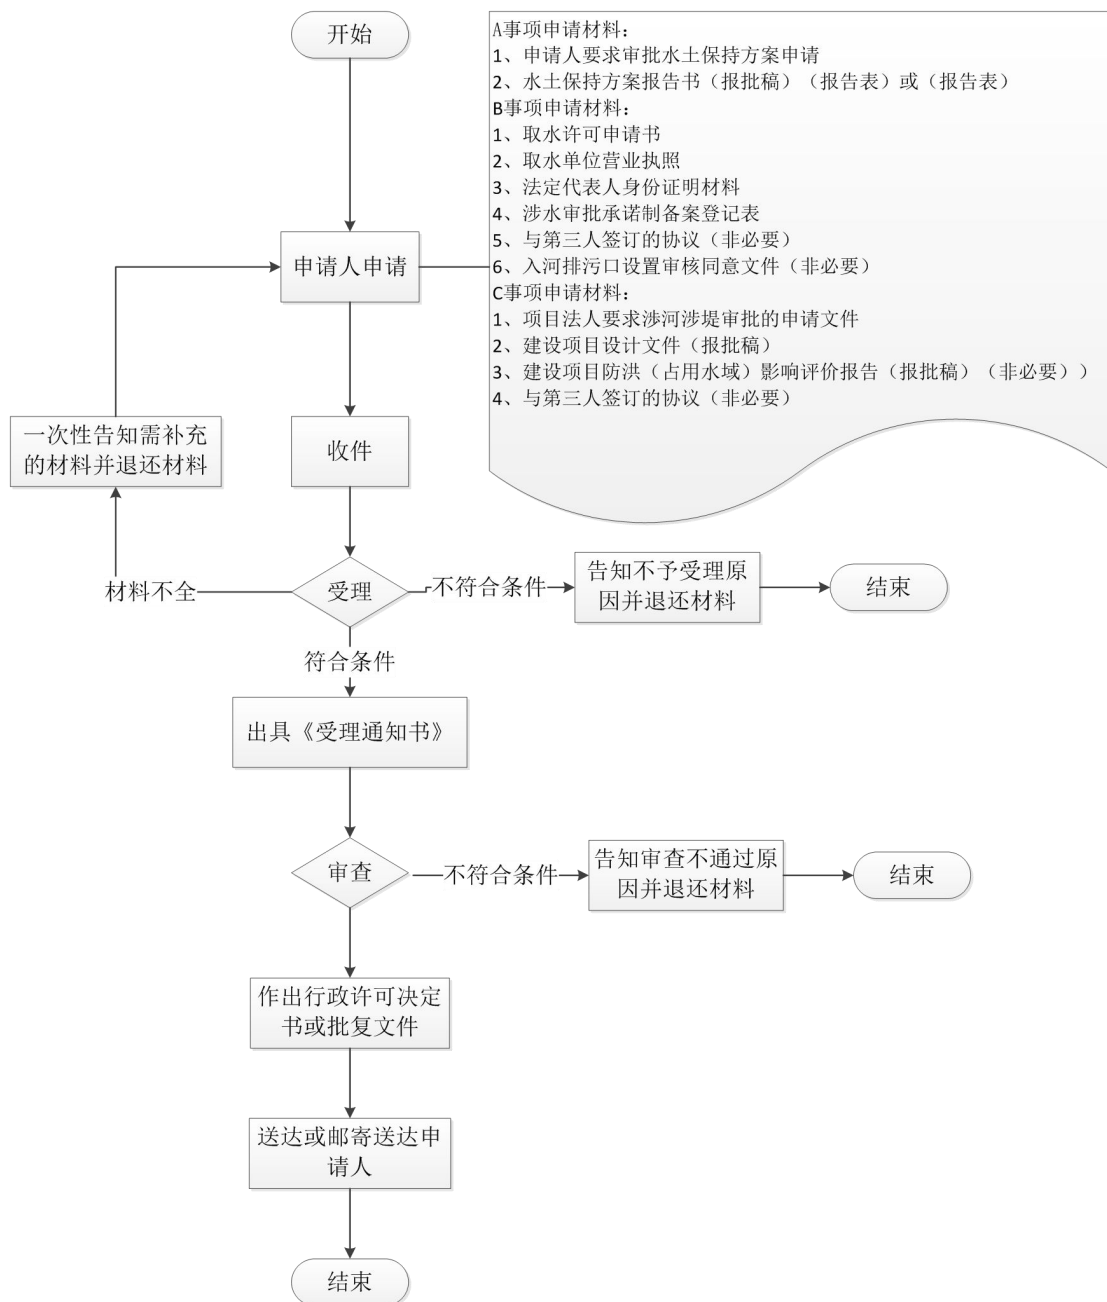 开始
A事项申请材料：
1、申请人要求审批水土保持方案申请
2、水土保持方案报告书（报批稿）（报告表）或（报告表）
B事项申请材料：
1、取水许可申请书
2、取水单位营业执照
3、法定代表人身份证明材料
4、涉水审批承诺制备案登记表
5、与第三人签订的协议（非必要）
6、入河排污口设置审核同意文件（非必要）
C事项申请材料：
1、项目法人要求涉河涉堤审批的申请文件
2、建设项目设计文件（报批稿）
3、建设项目防洪（占用水域）影响评价报告（报批稿）（非必要））
4、与第三人签订的协议（非必要）
申请人申请
一次性告知需补充
的材料并退还材料
收件
材料不全
受理
不符合条件
告知不予受理原
因并退还材料
结束
符合条件
出具《受理通知书》
审查
不符合条件
告知审查不通过原
因并退还材料
结束
作出行政许可决定
书或批复文件
送达或邮寄送达申
请人
结束